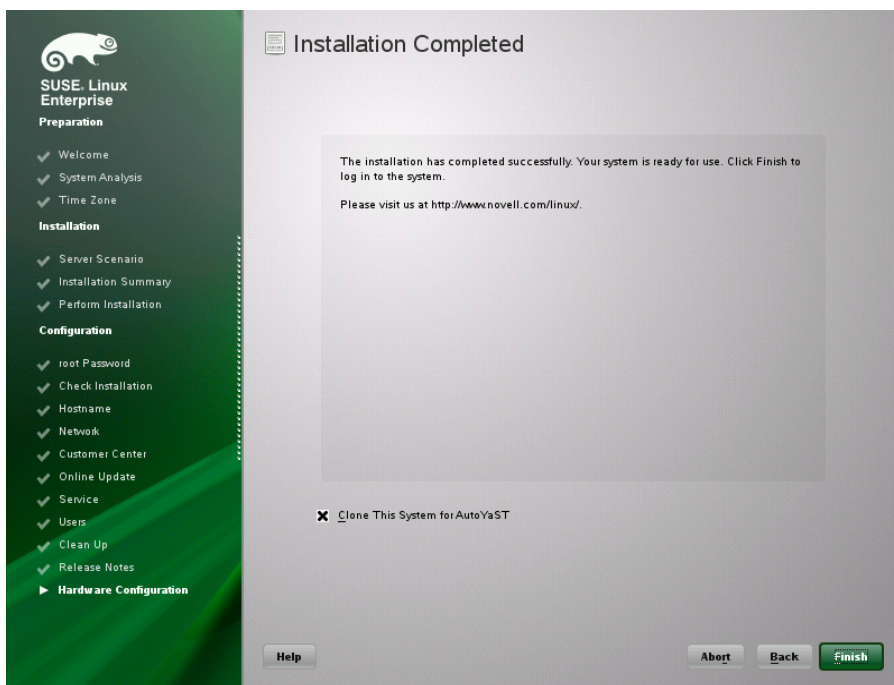 SUSE. Linux
Enterprise
Preparation
Welcome
System Analysis
Time Zone
Installation
Server Scenario
Installation Summary
Perform Installation
Configuration
root Password
Check Installation
Hostname
Network
Customer Center
Online Update
Service
Users
Clean Up
Release Notes
Hardware Configuration
Installation Completed
The installation has completed successfully. Your system is ready for use. Click Finish to
log in to the system.
Please visit us at http://www.novell.com/linux/.
Clone This System for AutoYaST
Help
Abort
Back
Finish